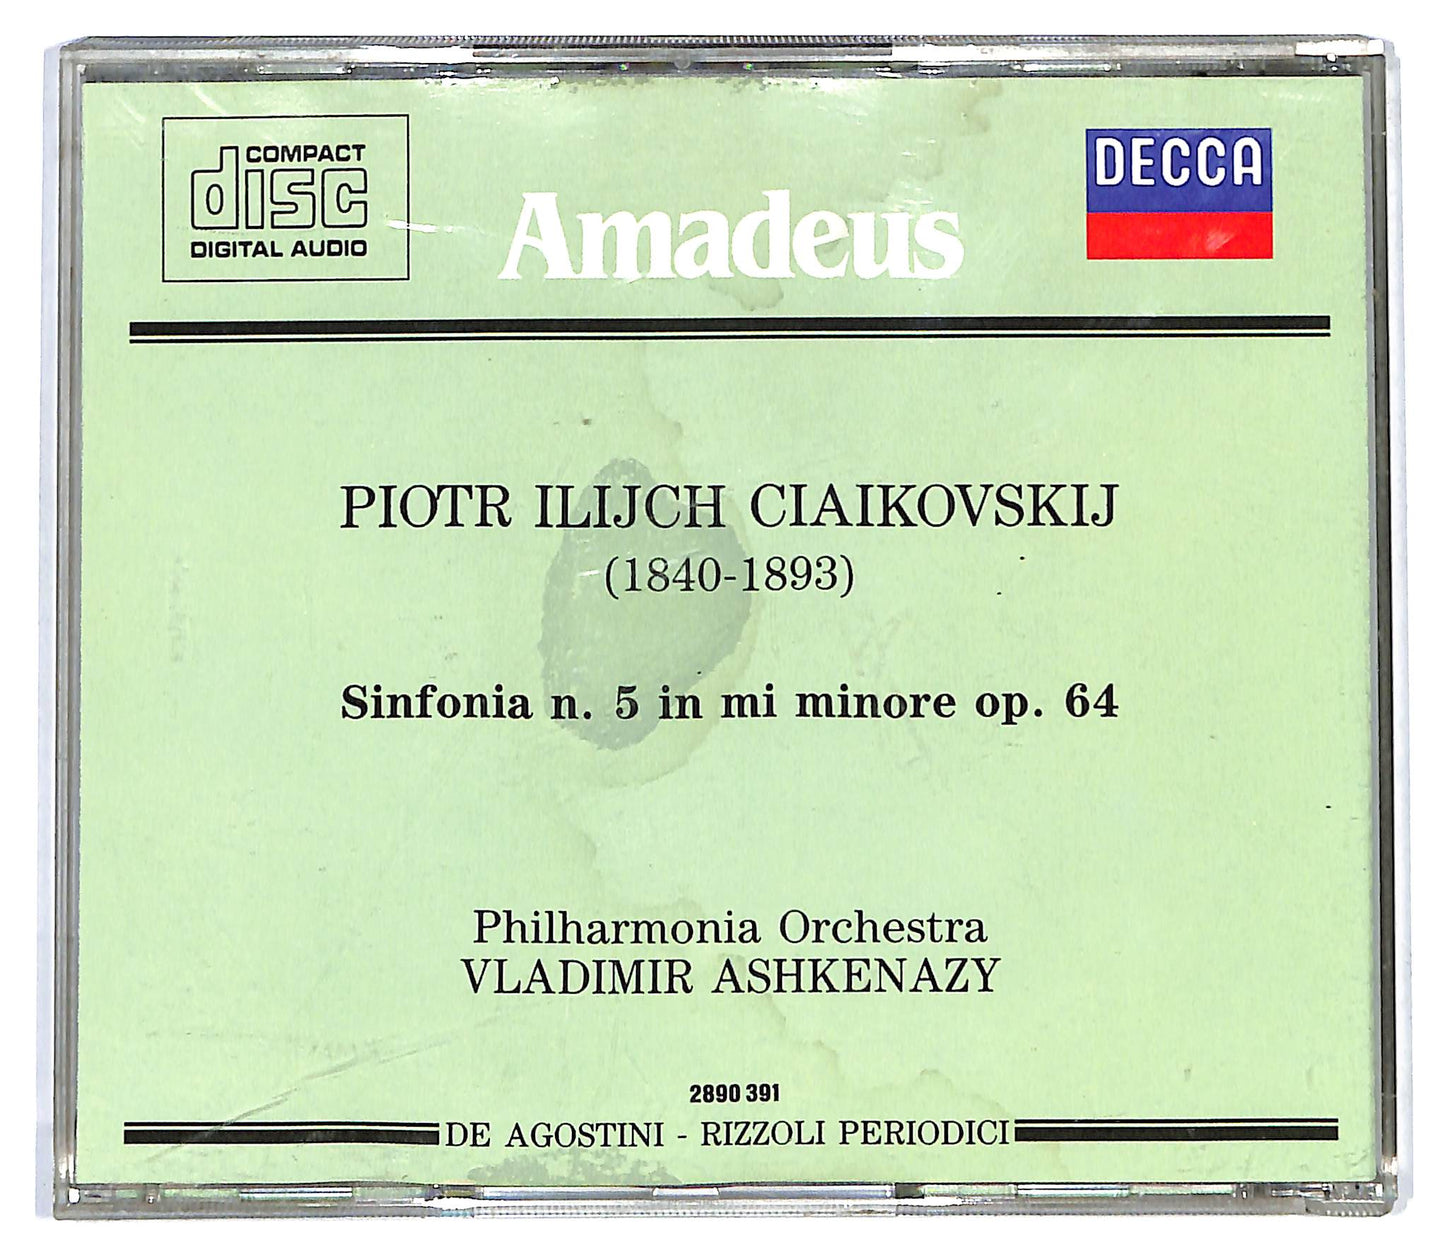 COMPACT
disc
DIGITAL AUDIO
Amadeus
DECCA
PIOTR ILIJCH CIAIKOVSKIJ
(1840-1893)
Sinfonia n. 5 in mi minore op. 64
Philharmonia Orchestra
VLADIMIR ASHKENAZY
2890 391
DE AGOSTINI - RIZZOLI PERIODICI